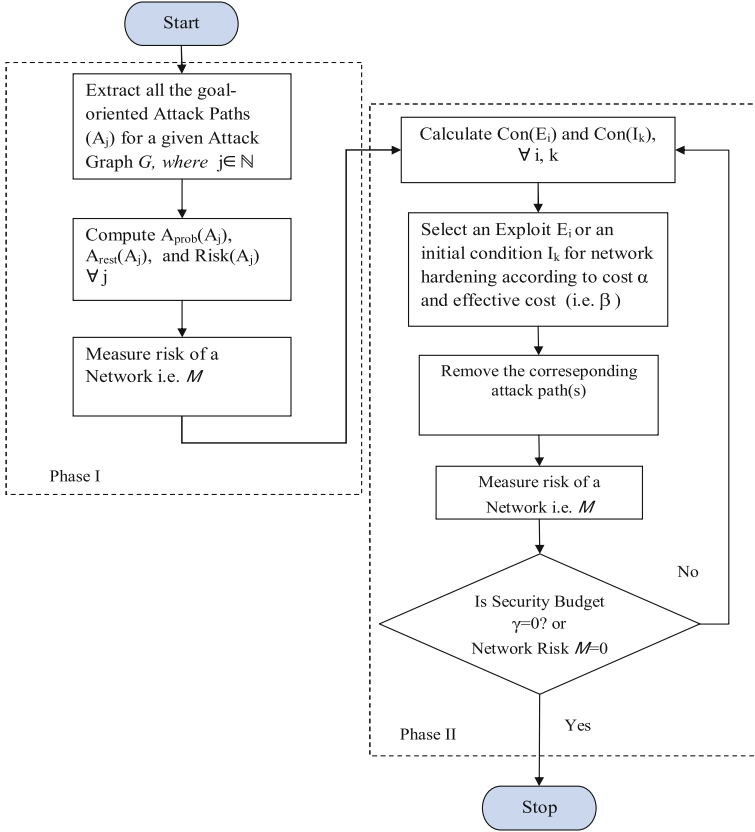 Start
Extract all the goal-
oriented Attack Paths
(Aj) for a given Attack
Graph G, where j∈ ℕ
Compute Aprob(Aj),
Arest(Aj), and Risk(Aj)
∀ j
Measure risk of a
Network i.e. M
Phase I
Calculate Con(Ei) and Con(Ik),
∀ i, k
Select an Exploit Ei or an
initial condition Ik for network
hardening according to cost α
and effective cost (i.e. β )
Remove the correseponding
attack path(s)
Measure risk of a
Network i.e. M
Is Security Budget
γ=0? or
Network Risk M=0
No
Yes
Phase II
Stop